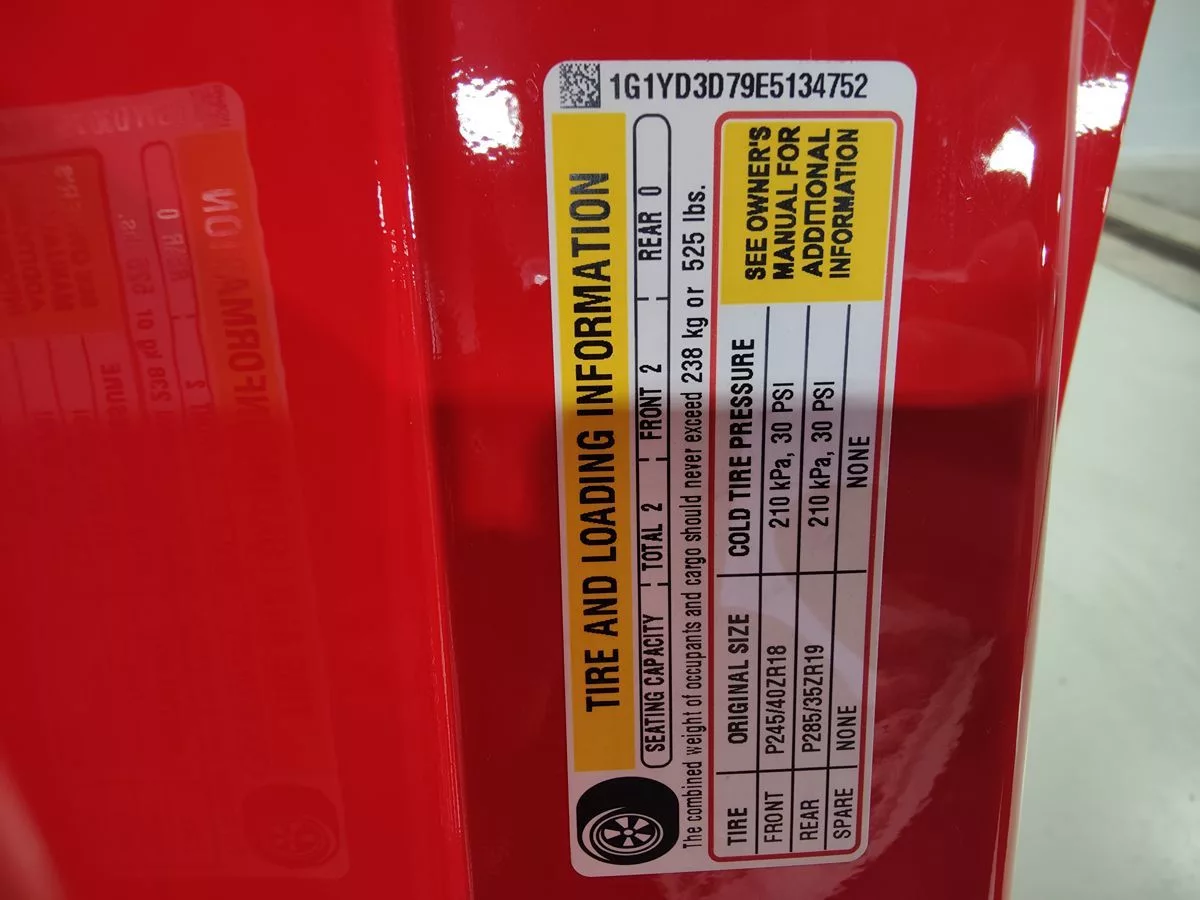 1G1YD3D79E5134752
TIRE AND LOADING INFORMATION
SEATING CAPACITY TOTAL 2 FRONT 2 REAR 0
The combined weight of occupants and cargo should never exceed 238 kg or 525 lbs.
TIRE ORIGINAL SIZE COLD TIRE PRESSURE
FRONT P245/40ZR18 210 kPa, 30 PSI
REAR P285/35ZR19 210 kPa, 30 PSI
SPARE NONE NONE
SEE OWNER'S
MANUAL FOR
ADDITIONAL
INFORMATION